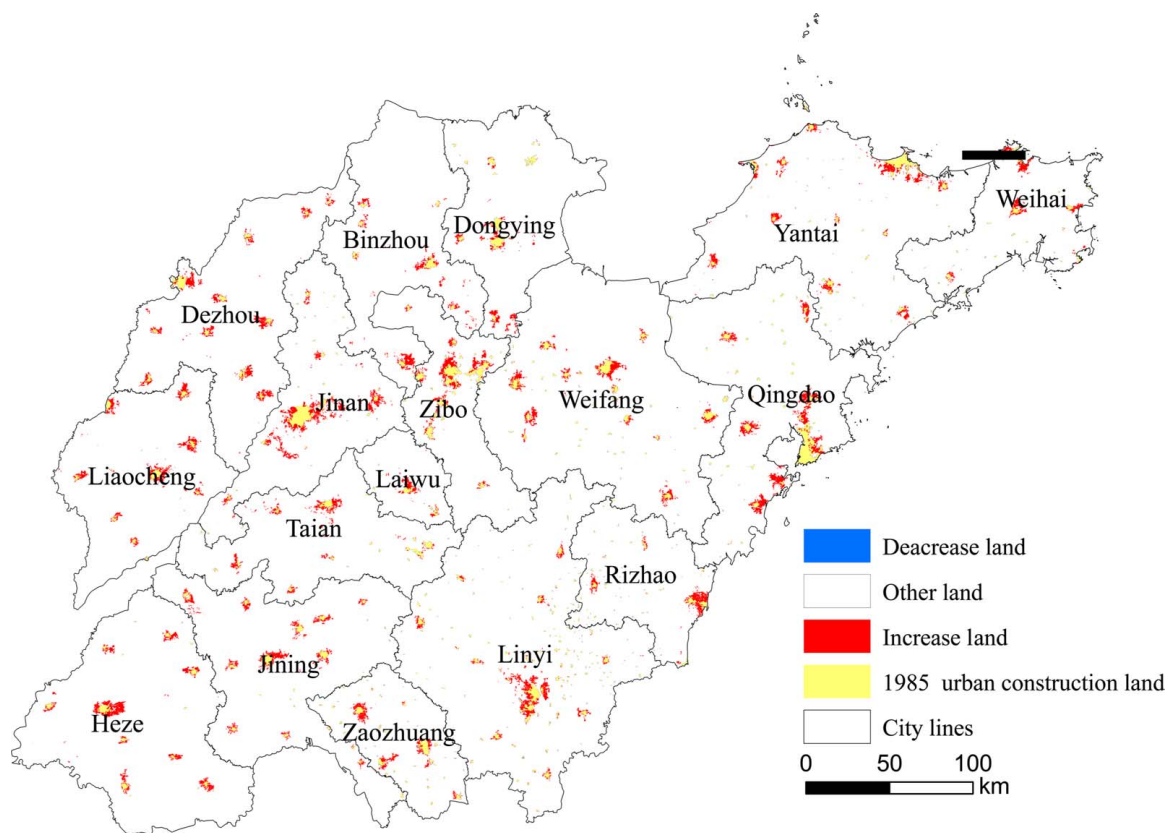 Weihai
Dongying
Yantai
Binzhou
Dezhou
Qingdao
Jinan
Zibo
Weifang
Liaocheng
Laiwu
Taian
Rizhao
Linyi
Jining
Heze
Zaozhuang
Deacrease land
Other land
Increase land
1985 urban construction land
City lines
0 50 100
km